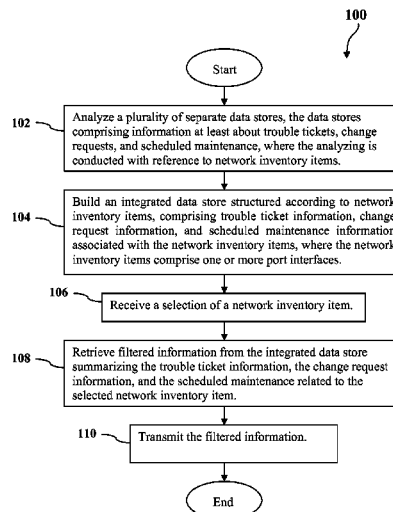 100
Start
102
Analyze a plurality of separate data stores, the data stores
comprising information at least about trouble tickets, change
requests, and scheduled maintenance, where the analyzing is
conducted with reference to network inventory items.
104
Build an integrated data store structured according to network
inventory items, comprising trouble ticket information, change
request information, and scheduled maintenance information
associated with the network inventory items, where the network
inventory items comprise one or more port interfaces.
106
Receive a selection of a network inventory item.
108
Retrieve filtered information from the integrated data store
summarizing the trouble ticket information, the change request
information, and the scheduled maintenance related to the
selected network inventory item.
110
Transmit the filtered information.
End